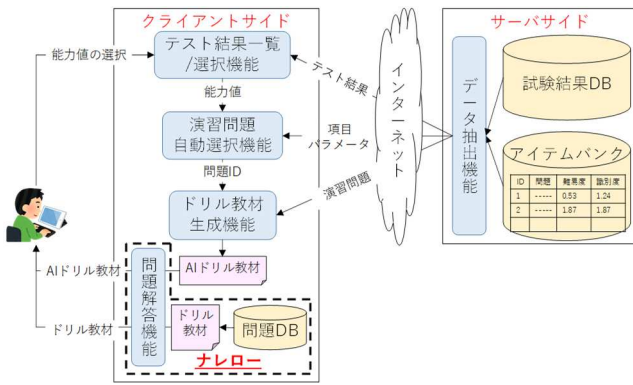 クライアントサイド
サーバサイド
能力値の選択
テスト結果一覧
/選択機能
能力値
テスト結果
演習問題
自動選択機能
項目
パラメータ
問題ID
演習問題
ドリル教材
生成機能
インターネット
データ抽出機能
試験結果DB
アイテムバンク
ID 問題 難易度 識別度
1 ----- 0.53 1.24
2 ----- 1.87 1.87
AIドリル教材
問題解答機能
AIドリル教材
ドリル教材
ドリル
教材
問題DB
ナレロー